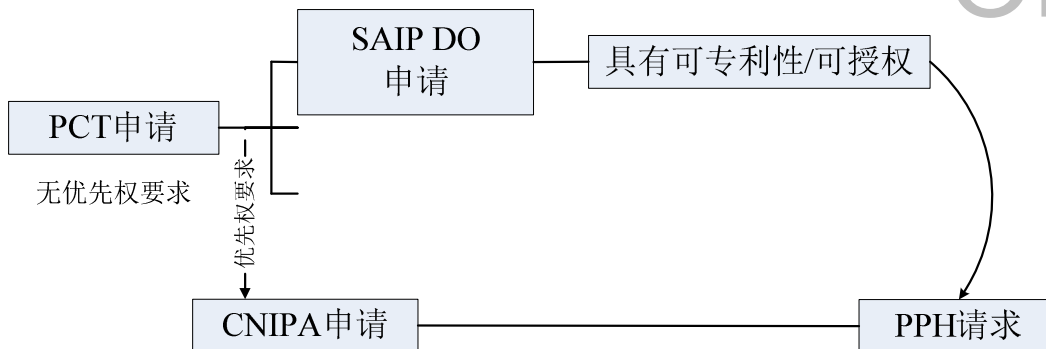 SAIP DO
申请
具有可专利性/可授权
PCT申请
无优先权要求
优先权要求
CNIPA申请
PPH请求